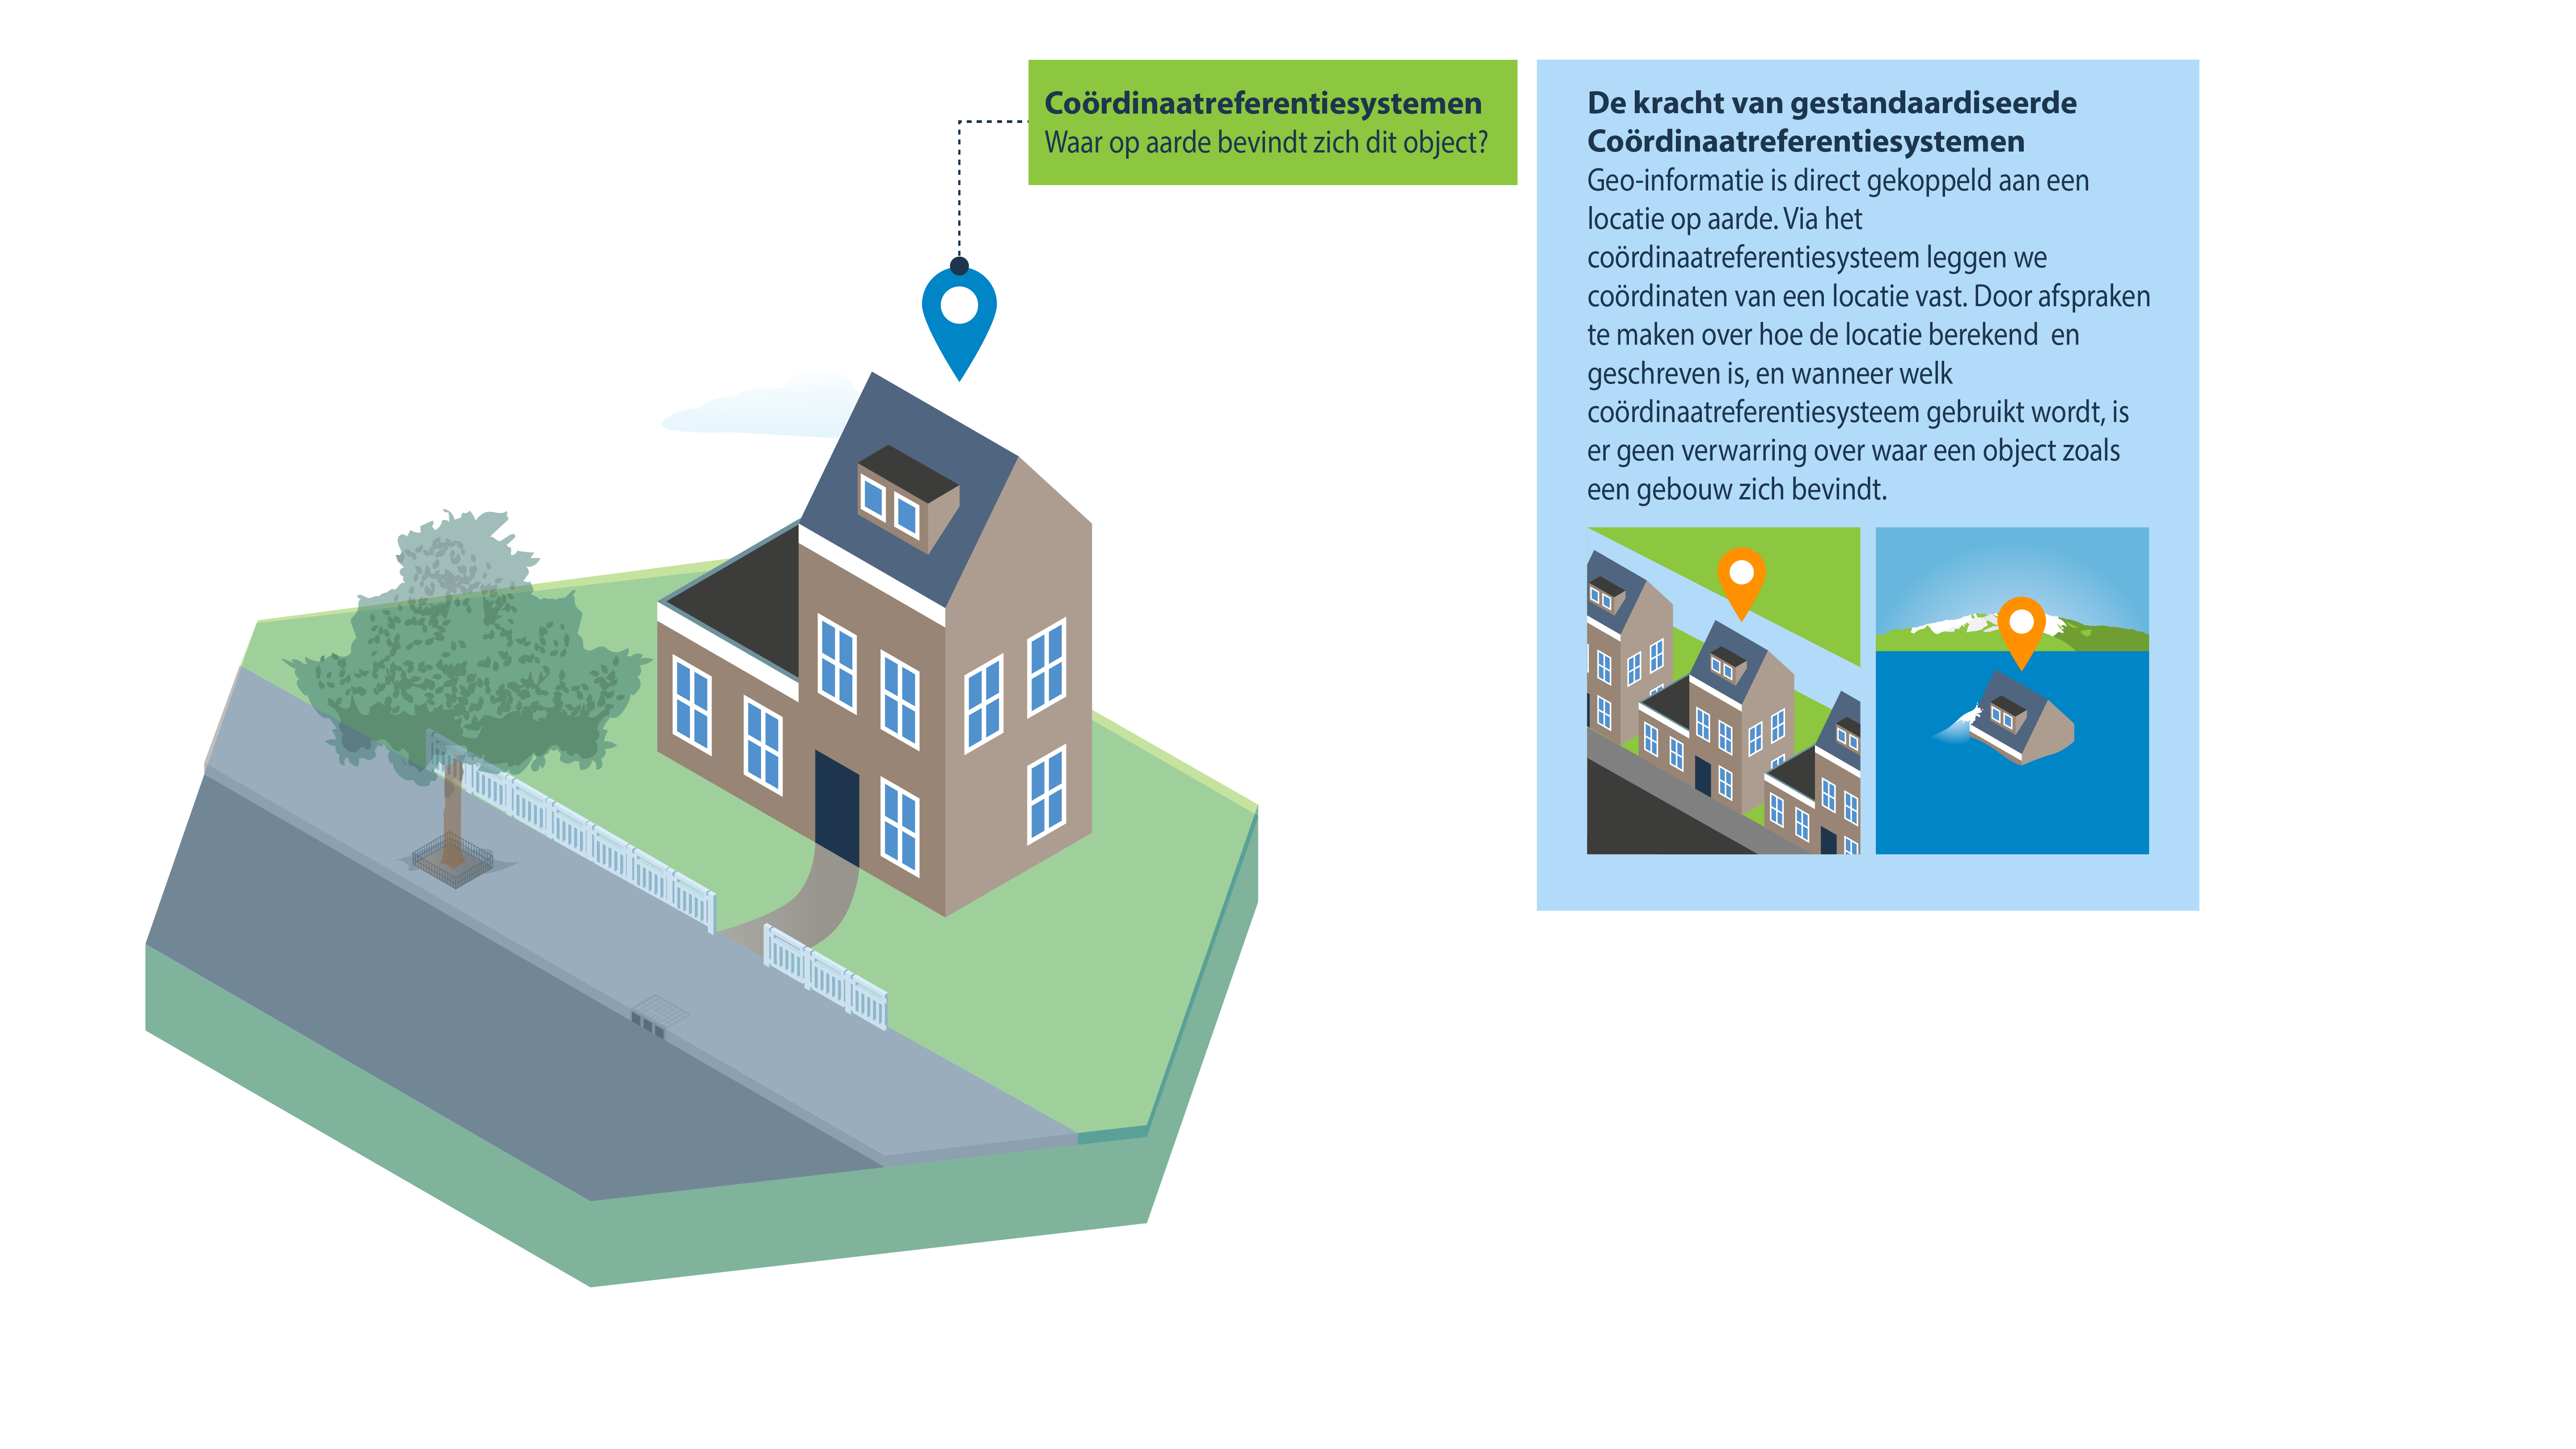 Coördinaatreferentiesystemen
Waar op aarde bevindt zich dit object?
De kracht van gestandaardiseerde
Coördinaatreferentiesystemen
Geo-informatie is direct gekoppeld aan een
locatie op aarde. Via het
coördinaatreferentiesysteem leggen we
coördinaten van een locatie vast. Door afspraken
te maken over hoe de locatie berekend  en
geschreven is, en wanneer welk
coördinaatreferentiesysteem gebruikt wordt, is
er geen verwarring over waar een object zoals
een gebouw zich bevindt.